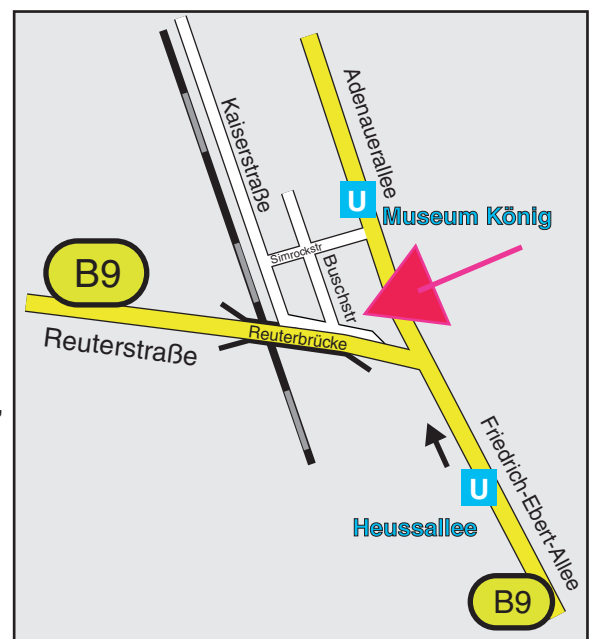 Kaiserstraße
Adenauerallee
U
Museum König
Simrockstr
Buschstr
B9
Reuterstraße
Reuterbrücke
Friedrich-Ebert-Allee
U
Heussallee
B9